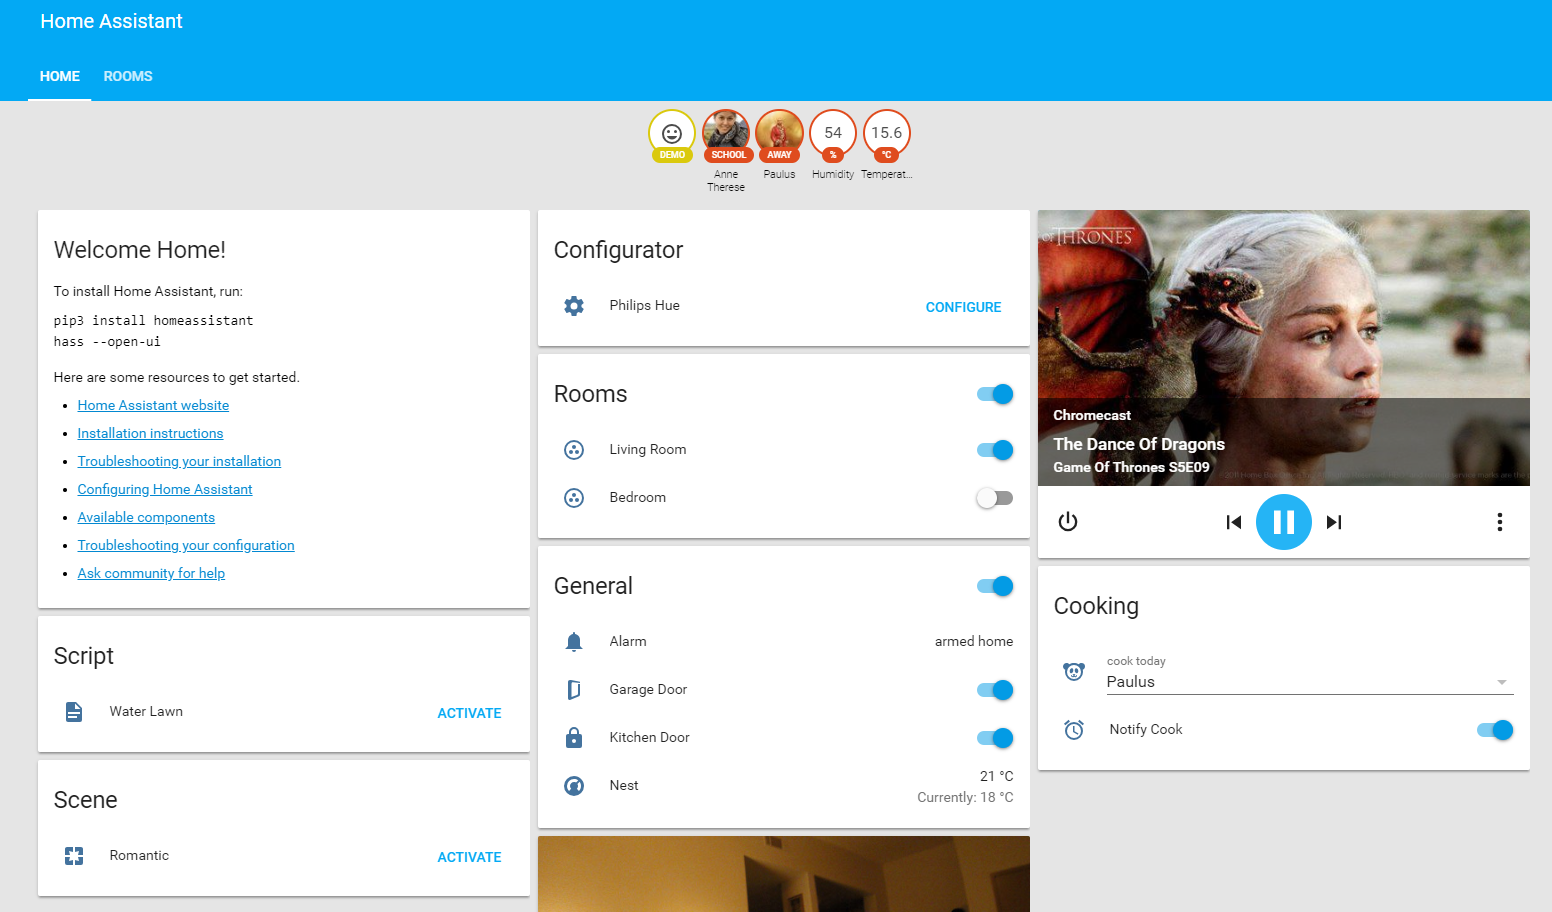 Home Assistant
HOME ROOMS
54
15.6
DEMO
SCHOOL
AWAY
%
°C
Anne
Therese
Paulus
Humidity
Temperat...
Welcome Home!
To install Home Assistant, run:
pip3 install homeassistant
hass --open-ui
Here are some resources to get started.
Home Assistant website
Installation instructions
Troubleshooting your installation
Configuring Home Assistant
Available components
Troubleshooting your configuration
Ask community for help
Script
Water Lawn ACTIVATE
Scene
Romantic ACTIVATE
Configurator
Philips Hue CONFIGURE
Rooms
Living Room
Bedroom
General
Alarm armed home
Garage Door
Kitchen Door
Nest 21 °C
Currently: 18 °C
OF THRONES
Chromecast
The Dance Of Dragons
Game Of Thrones S5E09
Cooking
cook today
Paulus
Notify Cook